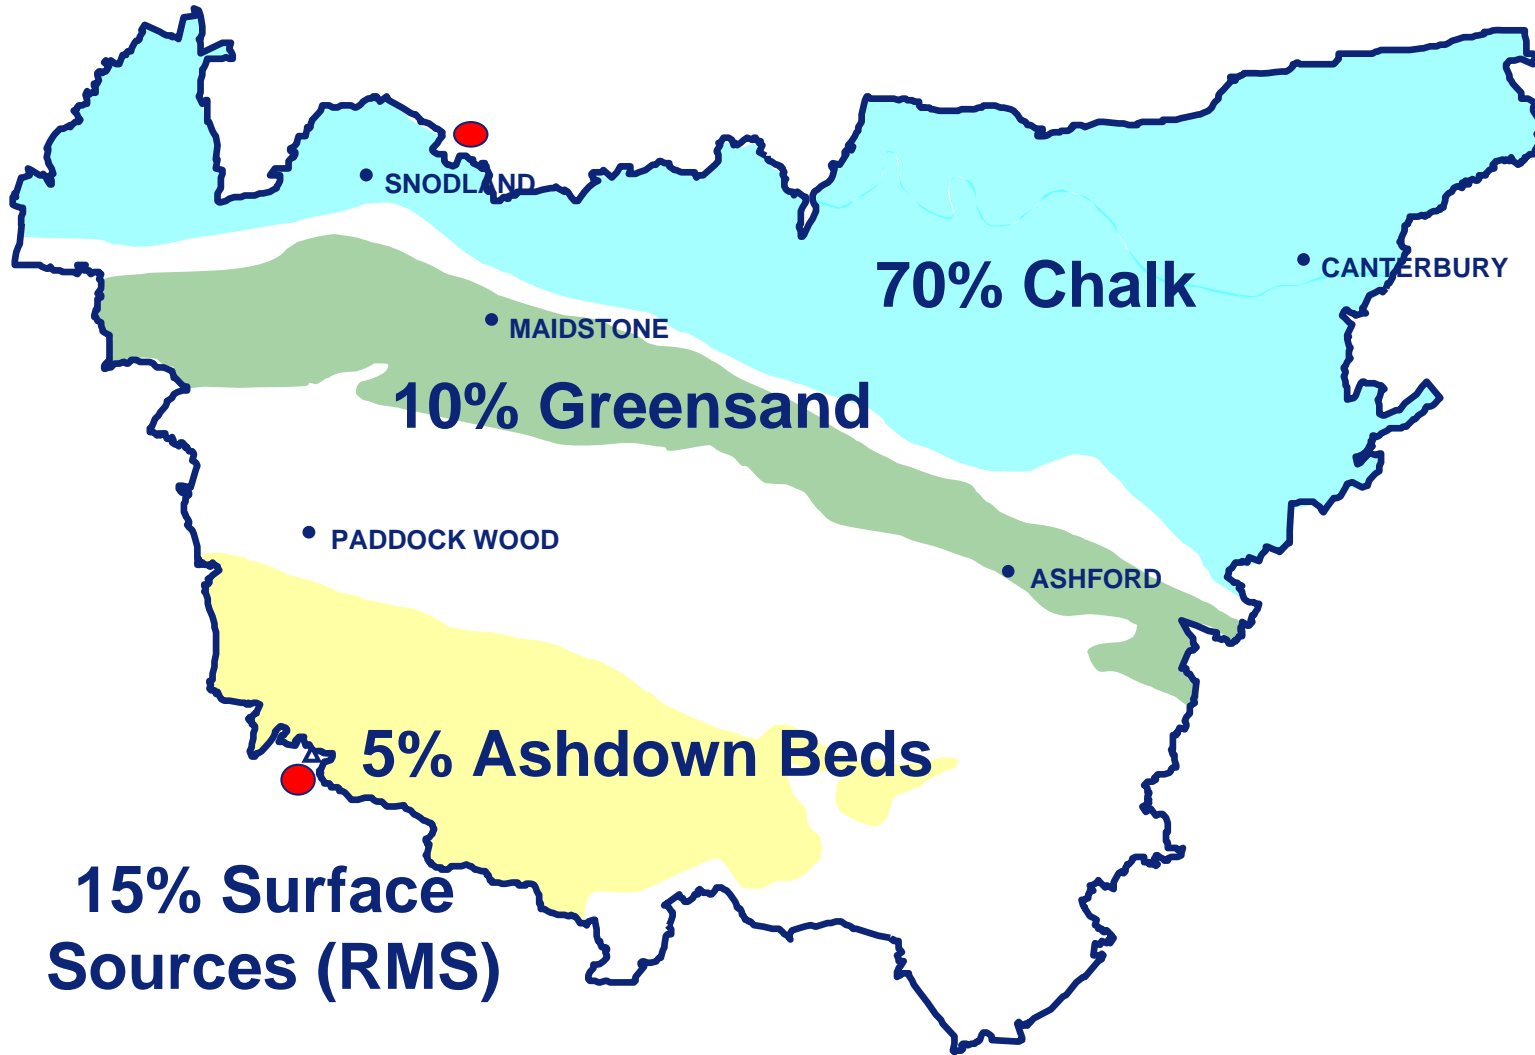 SNODLAND
70% Chalk
CANTERBURY
MAIDSTONE
10% Greensand
PADDOCK WOOD
ASHFORD
5% Ashdown Beds
15% Surface
Sources (RMS)